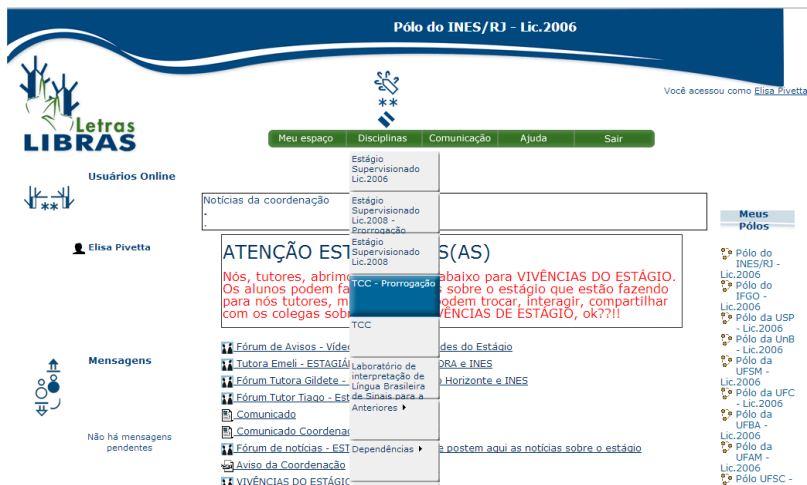 Pólo do INES/RJ - Lic.2006
Você acessou como Elisa Pivetta
Letras
LIBRAS
Meu espaço Disciplinas Comunicação Ajuda Sair
Estágio
Supervisionado
Lic.2006
Estágio
Supervisionado
Lic.2008 -
Prorrogação
Estágio
Supervisionado
Lic.2008
TCC - Prorrogação
TCC
Laboratório de
interpretação de
Língua Brasileira
de Sinais para a
Anteriores
Dependências
Usuários Online
Elisa Pivetta
Mensagens
Não há mensagens
pendentes
Notícias da coordenação
-
.
ATENÇÃO EST S(AS)
Nós, tutores, abrim abaixo para VIVÊNCIAS DO ESTÁGIO.
Os alunos podem fa s sobre o estágio que estão fazendo
para nós tutores, m podem trocar, interagir, compartilhar
com os colegas sob VÊNCIAS DE ESTÁGIO, ok??!!
Fórum de Avisos - Víde des do Estágio
Tutora Emeli - ESTAGIÁ ORA e INES
Fórum Tutora Gildete - o Horizonte e INES
Fórum Tutor Tiago - Est
Comunicado
Comunicado Coordena
Fórum de notícias - EST e postem aqui as notícias sobre o estágio
Aviso da Coordenação
VIVÊNCIAS DO ESTÁGIO
Meus
Pólos
Pólo do
INES/RJ -
Lic.2006
Pólo do
IFGO -
Lic.2006
Pólo da USP
- Lic.2006
Pólo da UnB
- Lic.2006
Pólo da
UFSM -
Lic.2006
Pólo da UFC
- Lic.2006
Pólo da
UFBA -
Lic.2006
Pólo da
UFAM -
Lic.2006
Pólo UFSC -